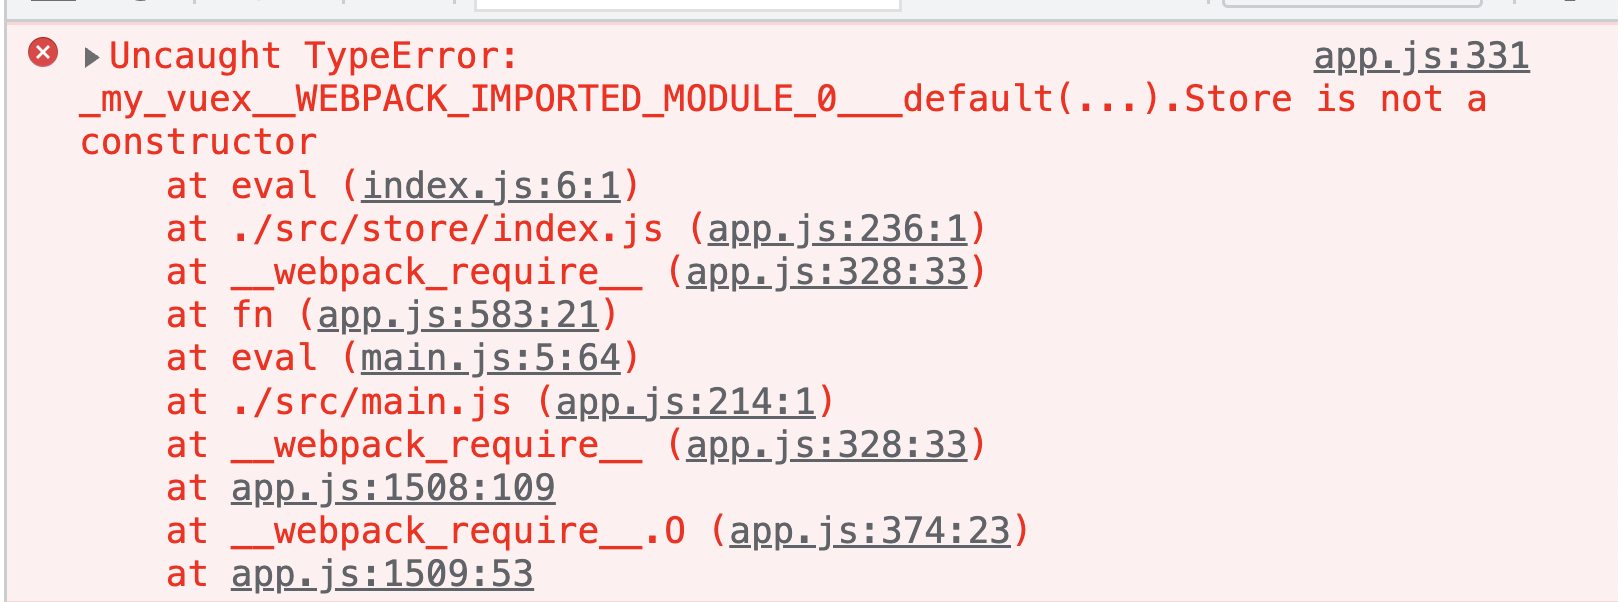 Uncaught TypeError: app.js:331
_my_vuex__WEBPACK_IMPORTED_MODULE_0___default(...).Store is not a
constructor
at eval (index.js:6:1)
at ./src/store/index.js (app.js:236:1)
at __webpack_require__ (app.js:328:33)
at fn (app.js:583:21)
at eval (main.js:5:64)
at ./src/main.js (app.js:214:1)
at __webpack_require__ (app.js:328:33)
at app.js:1508:109
at __webpack_require__.O (app.js:374:23)
at app.js:1509:53